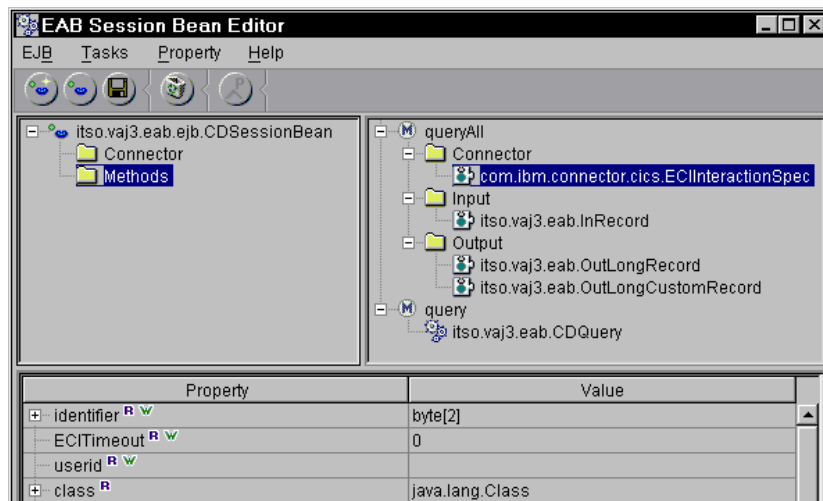 EAB Session Bean Editor
EJB Tasks Property Help
itso.vaj3.eab.ejb.CDSessionBean
Connector
Methods
M queryAll
Connector
com.ibm.connector.cics.ECIInteractionSpec
Input
itso.vaj3.eab.InRecord
Output
itso.vaj3.eab.OutLongRecord
itso.vaj3.eab.OutLongCustomRecord
M query
itso.vaj3.eab.CDQuery
Property Value
identifier R W byte[2]
ECITimeout R W 0
userid R W
class R java.lang.Class